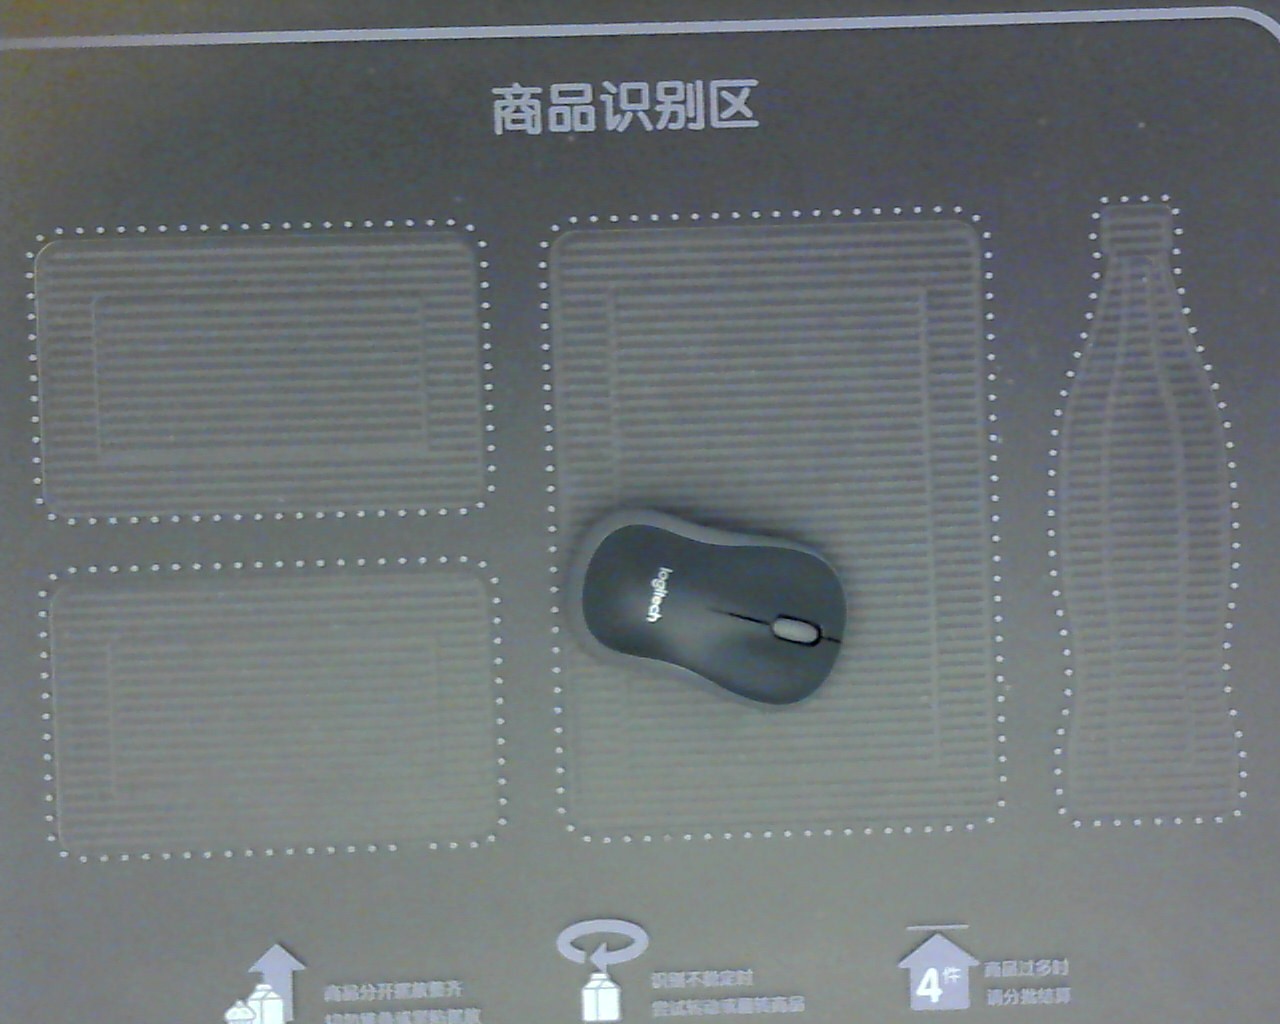 商品识别区
logitech
商品分开摆放整齐
识别不稳定时
尝试转动或翻转商品
4件
商品过多时
请分批结算